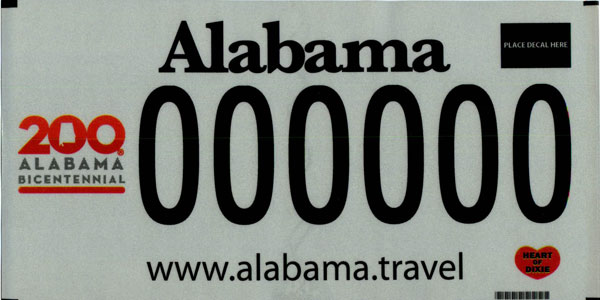 Alabama
PLACE DECAL HERE
200
ALABAMA
BICENTENNIAL
000000
www.alabama.travel
HEART
OF
DIXIE